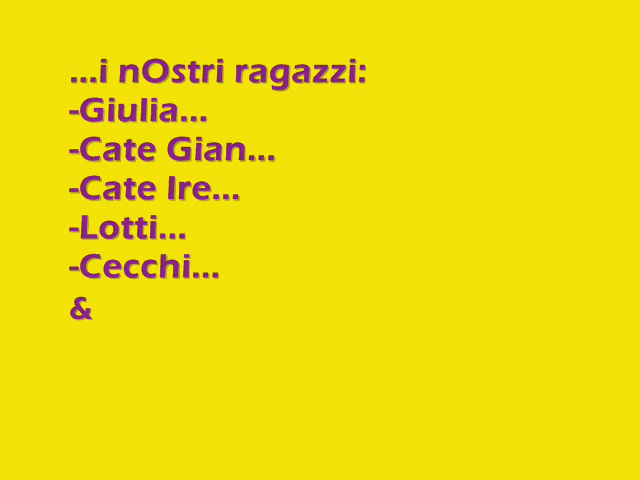 ...i nOstri ragazzi:
-Giulia...
-Cate Gian...
-Cate Ire...
-Lotti...
-Cecchi...
&